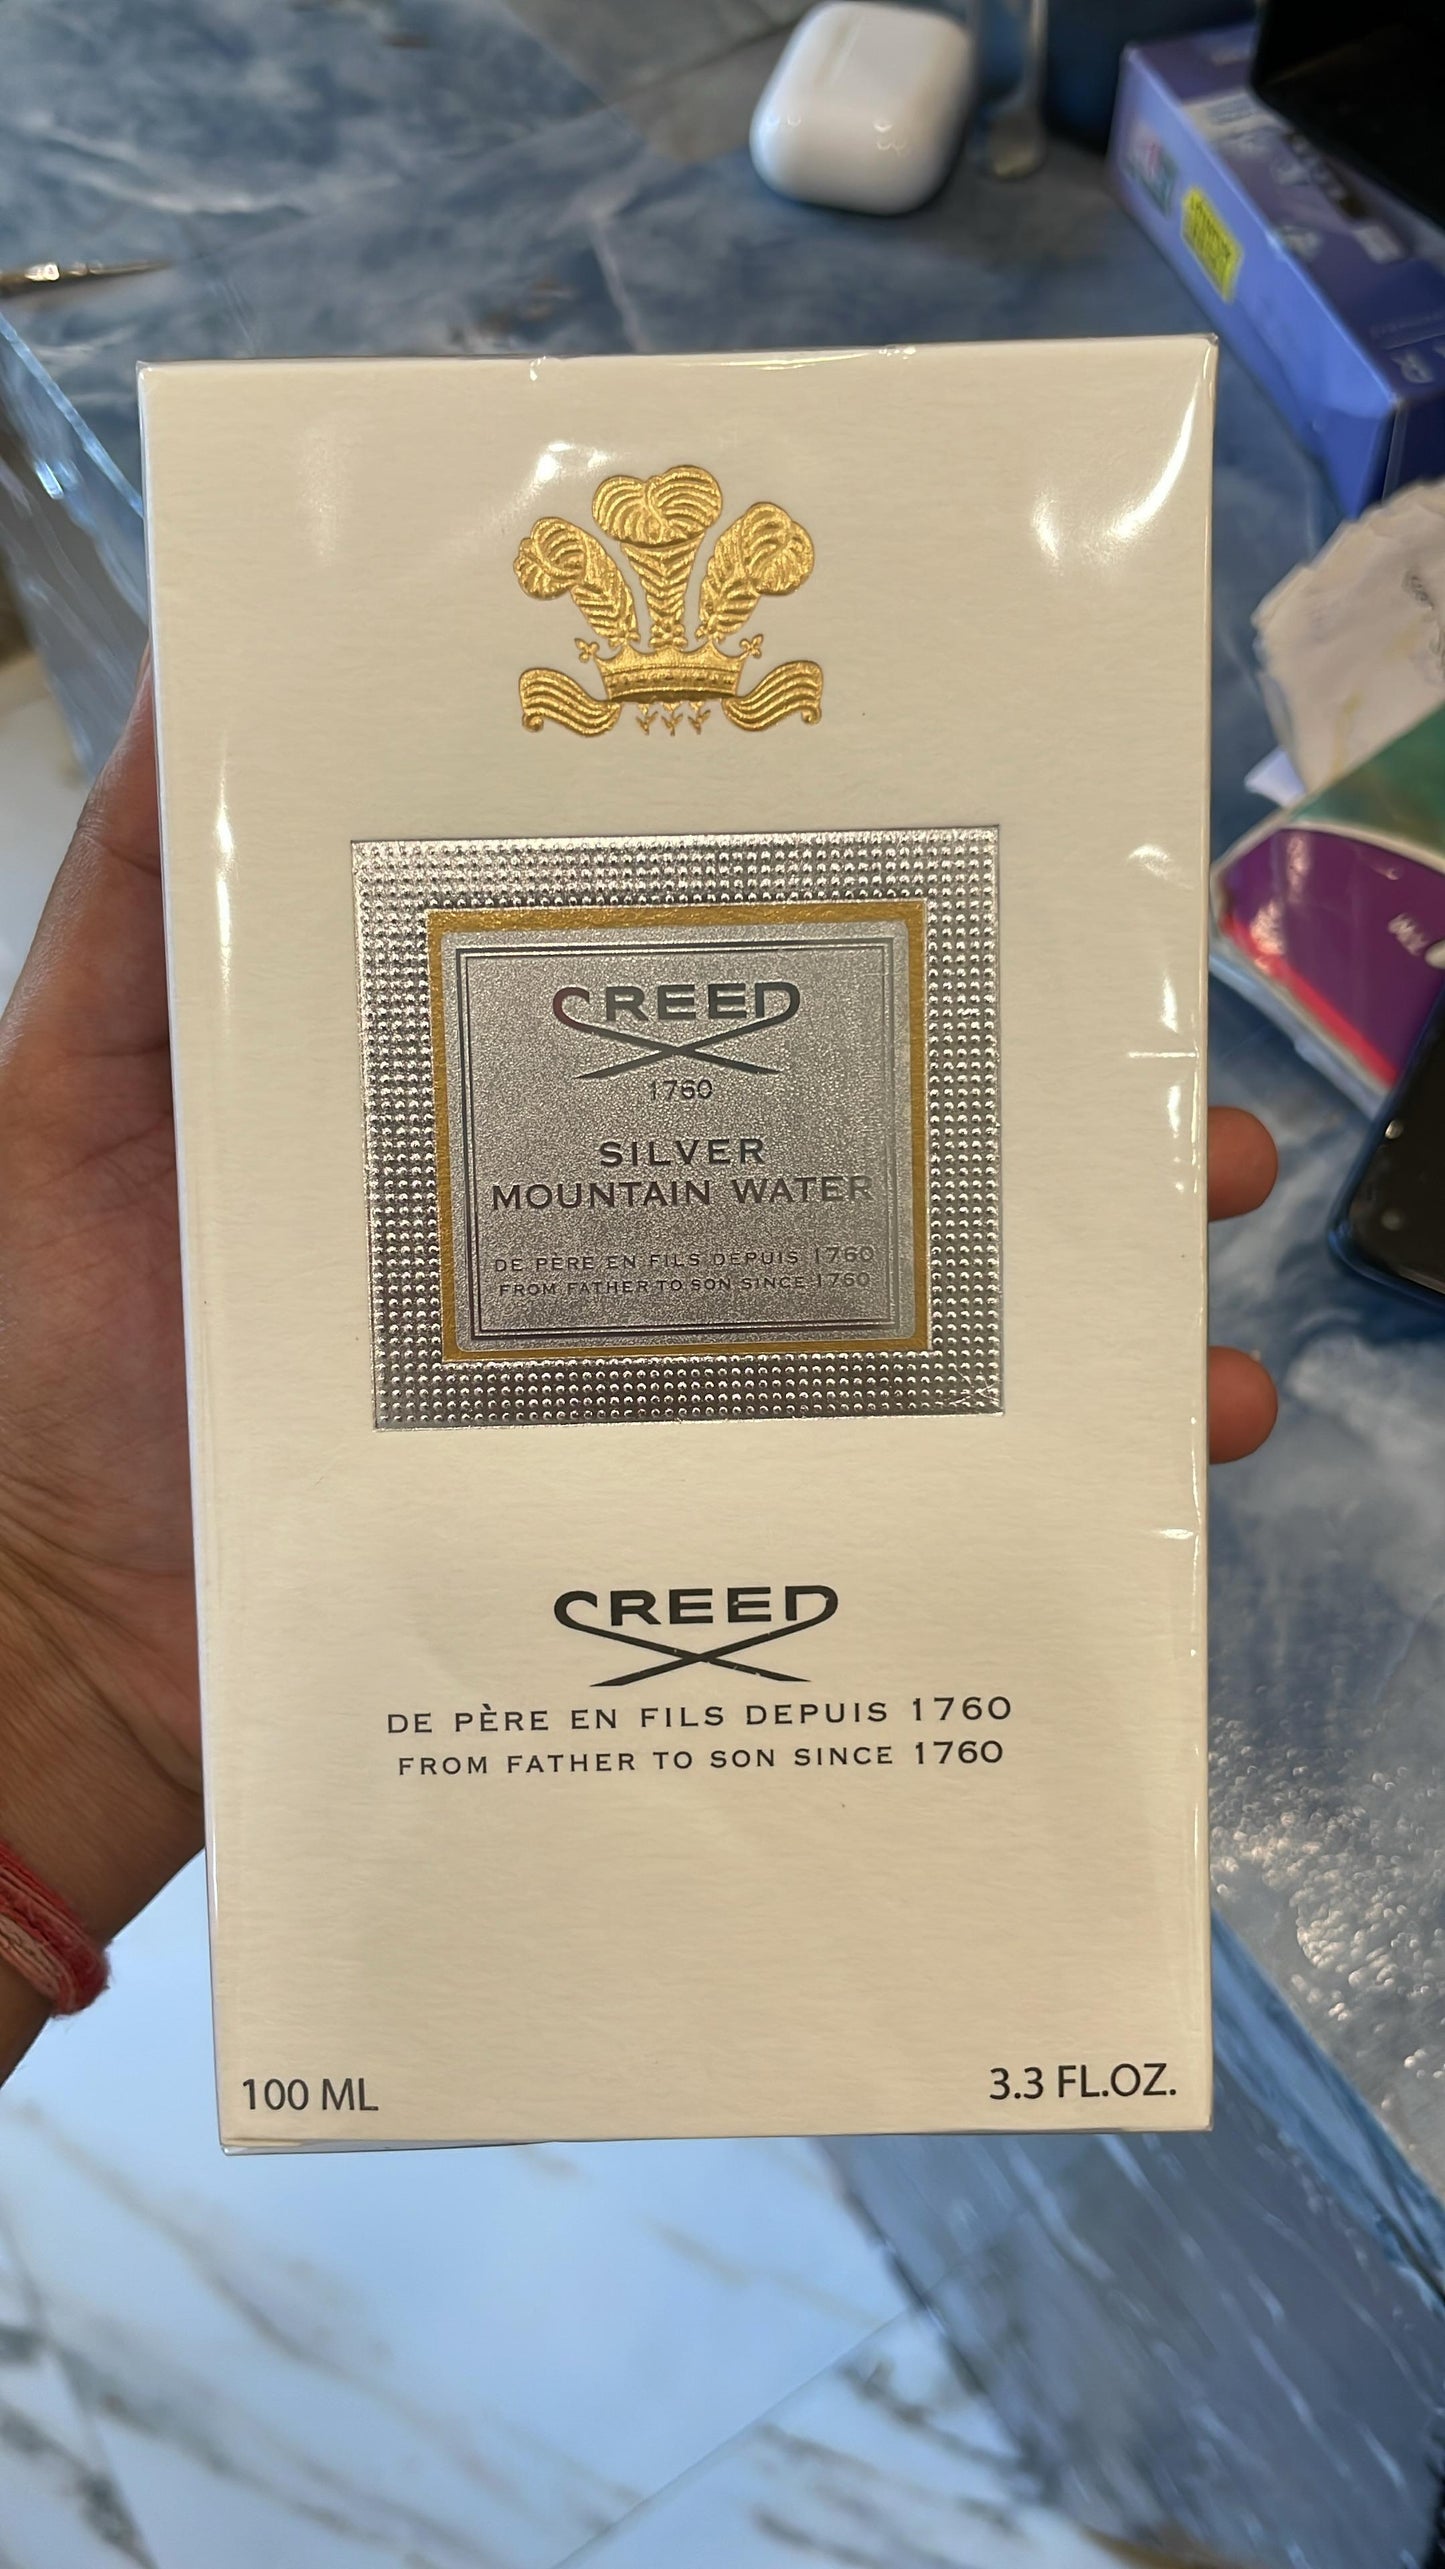 CREED
1760
SILVER
MOUNTAIN WATER
DE PÈRE EN FILS DEPUIS 1760
FROM FATHER TO SON SINCE 1760
CREED
DE PÈRE EN FILS DEPUIS 1760
FROM FATHER TO SON SINCE 1760
100 ML
3.3 FL.OZ.